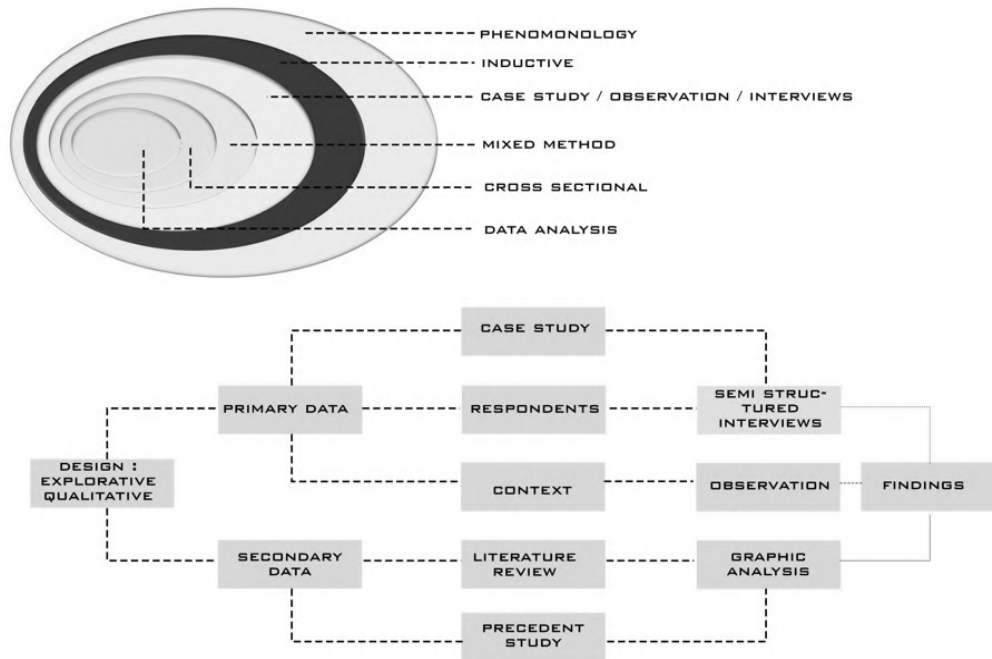 PHENOMONOLOGY
INDUCTIVE
CASE STUDY / OBSERVATION / INTERVIEWS
MIXED METHOD
CROSS SECTIONAL
DATA ANALYSIS
CASE STUDY
PRIMARY DATA
RESPONDENTS
SEMI STRUC-
TURED
INTERVIEWS
DESIGN :
EXPLORATIVE
QUALITATIVE
CONTEXT
OBSERVATION
FINDINGS
SECONDARY
DATA
LITERATURE
REVIEW
GRAPHIC
ANALYSIS
PRECEDENT
STUDY